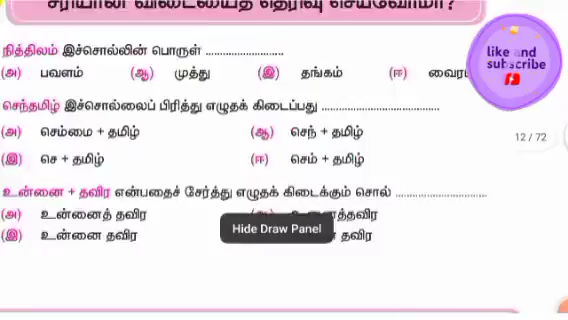 சரியான விடையைத் தெரிவு செய்வோமா?
நித்திலம் இச்சொல்லின் பொருள் ..........................
(அ) பவளம் (ஆ) முத்து (இ) தங்கம் (ஈ)
like and subscribe
செந்தமிழ் இச்சொல்லைப் பிரித்து எழுதக் கிடைப்பது .......................................
(அ) செம்மை + தமிழ் (ஆ) செந் + தமிழ்
12 / 72
(இ) செ + தமிழ் (ஈ) செம் + தமிழ்
உன்னை + தவிர என்பதைச் சேர்த்து எழுதக் கிடைக்கும் சொல் ..............................
(அ) உன்னைத் தவிர
(இ) உன்னை தவிர தவிர
Hide Draw Panel